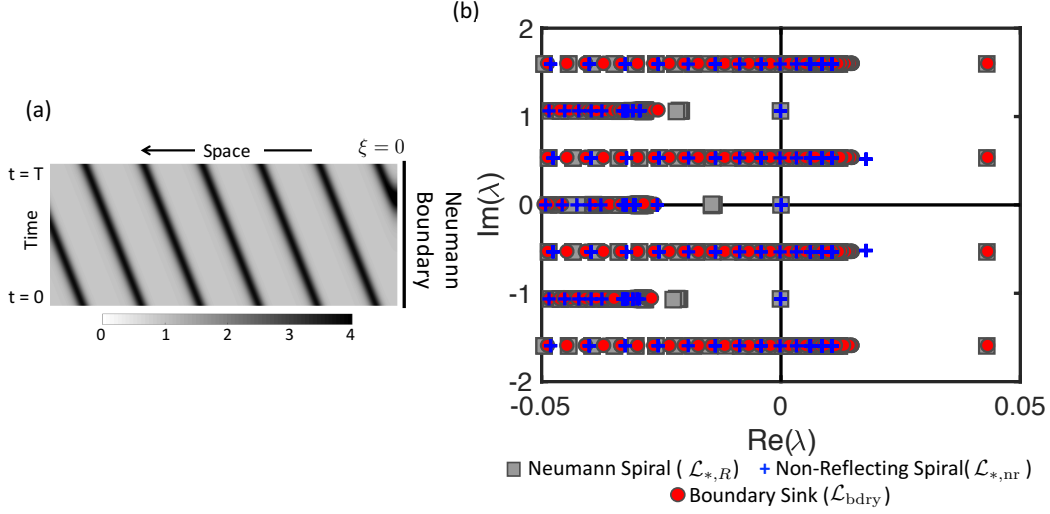 (a)
Space
ξ = 0
t = T
Time
t = 0
Neumann
Boundary
0 1 2 3 4
(b)
2
1
0
-1
-2
Im(λ)
-0.05 0 0.05
Re(λ)
Neumann Spiral ( 𝓛*,R) + Non-Reflecting Spiral( 𝓛*,nr )
Boundary Sink (𝓛bdry)